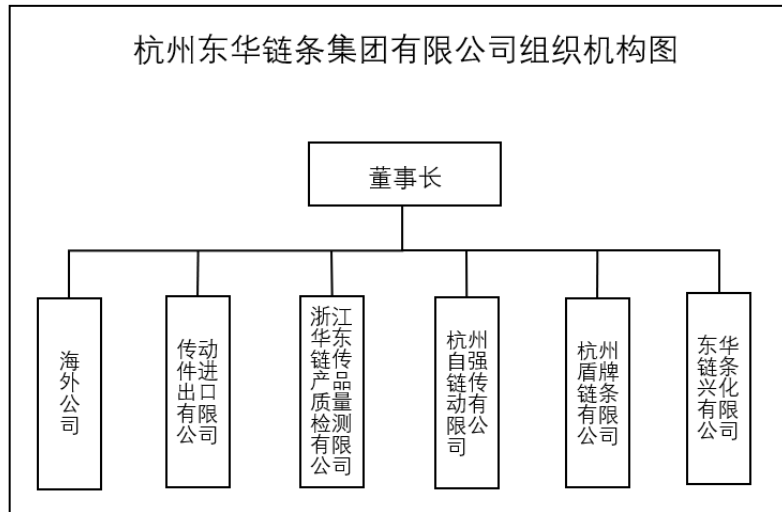 杭州东华链条集团有限公司组织机构图
董事长
海外公司
传动件进出口有限公司
浙江华东链传产品质量检测有限公司
杭州自强链传动有限公司
杭州盾牌链条有限公司
东华链条兴化有限公司